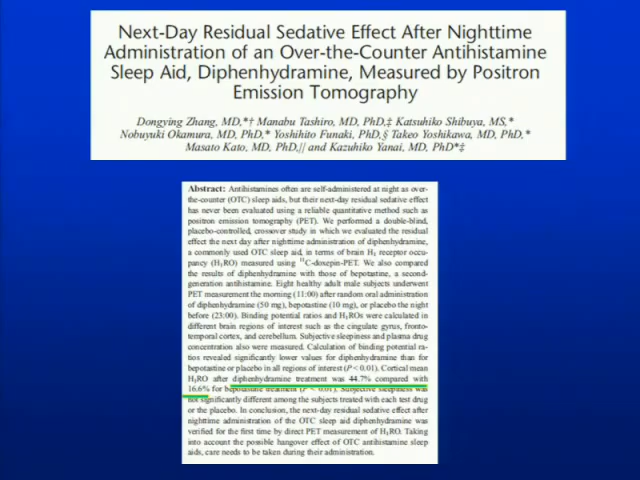 Next-Day Residual Sedative Effect After Nighttime
Administration of an Over-the-Counter Antihistamine
Sleep Aid, Diphenhydramine, Measured by Positron
Emission Tomography
Dongying Zhang, MD,*† Manabu Tashiro, MD, PhD,‡ Katsuhiko Shibuya, MS,*
Nobuyuki Okamura, MD, PhD,* Yoshihito Funaki, PhD,§ Takeo Yoshikawa, MD, PhD,*
Masato Kato, MD, PhD,|| and Kazuhiko Yanai, MD, PhD*‡
Abstract: Antihistamines often are self-administered at night as over-
the-counter (OTC) sleep aids, but their next-day residual sedative effect
has never been evaluated using a reliable quantitative method such as
positron emission tomography (PET). We performed a double-blind,
placebo-controlled, crossover study in which we evaluated the residual
effect the next day after nighttime administration of diphenhydramine,
a commonly used OTC sleep aid, in terms of brain H₁ receptor occu-
pancy (H₁RO) measured using ¹¹C-doxepin-PET. We also compared
the results of diphenhydramine with those of bepotastine, a second-
generation antihistamine. Eight healthy adult male subjects underwent
PET measurement the morning (11:00) after random oral administration
of diphenhydramine (50 mg), bepotastine (10 mg), or placebo the night
before (23:00). Binding potential ratios and H₁ROs were calculated in
different brain regions of interest such as the cingulate gyrus, fronto-
temporal cortex, and cerebellum. Subjective sleepiness and plasma drug
concentration also were measured. Calculation of binding potential ra-
tios revealed significantly lower values for diphenhydramine than for
bepotastine or placebo in all regions of interest (P < 0.01). Cortical mean
H₁RO after diphenhydramine treatment was 44.7% compared with
16.6% for bepotastine treatment (P < 0.01). Subjective sleepiness was
not significantly different among the subjects treated with each test drug
or the placebo. In conclusion, the next-day residual sedative effect after
nighttime administration of the OTC sleep aid diphenhydramine was
verified for the first time by direct PET measurement of H₁RO. Taking
into account the possible hangover effect of OTC antihistamine sleep
aids, care needs to be taken during their administration.